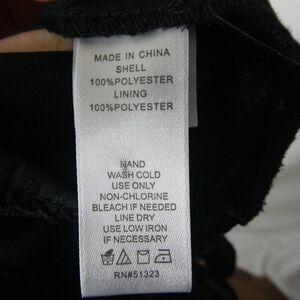 MADE IN CHINA
SHELL
100%POLYESTER
LINING
100%POLYESTER
HAND
WASH COLD
USE ONLY
NON-CHLORINE
BLEACH IF NEEDED
LINE DRY
USE LOW IRON
IF NECESSARY
RN#51323